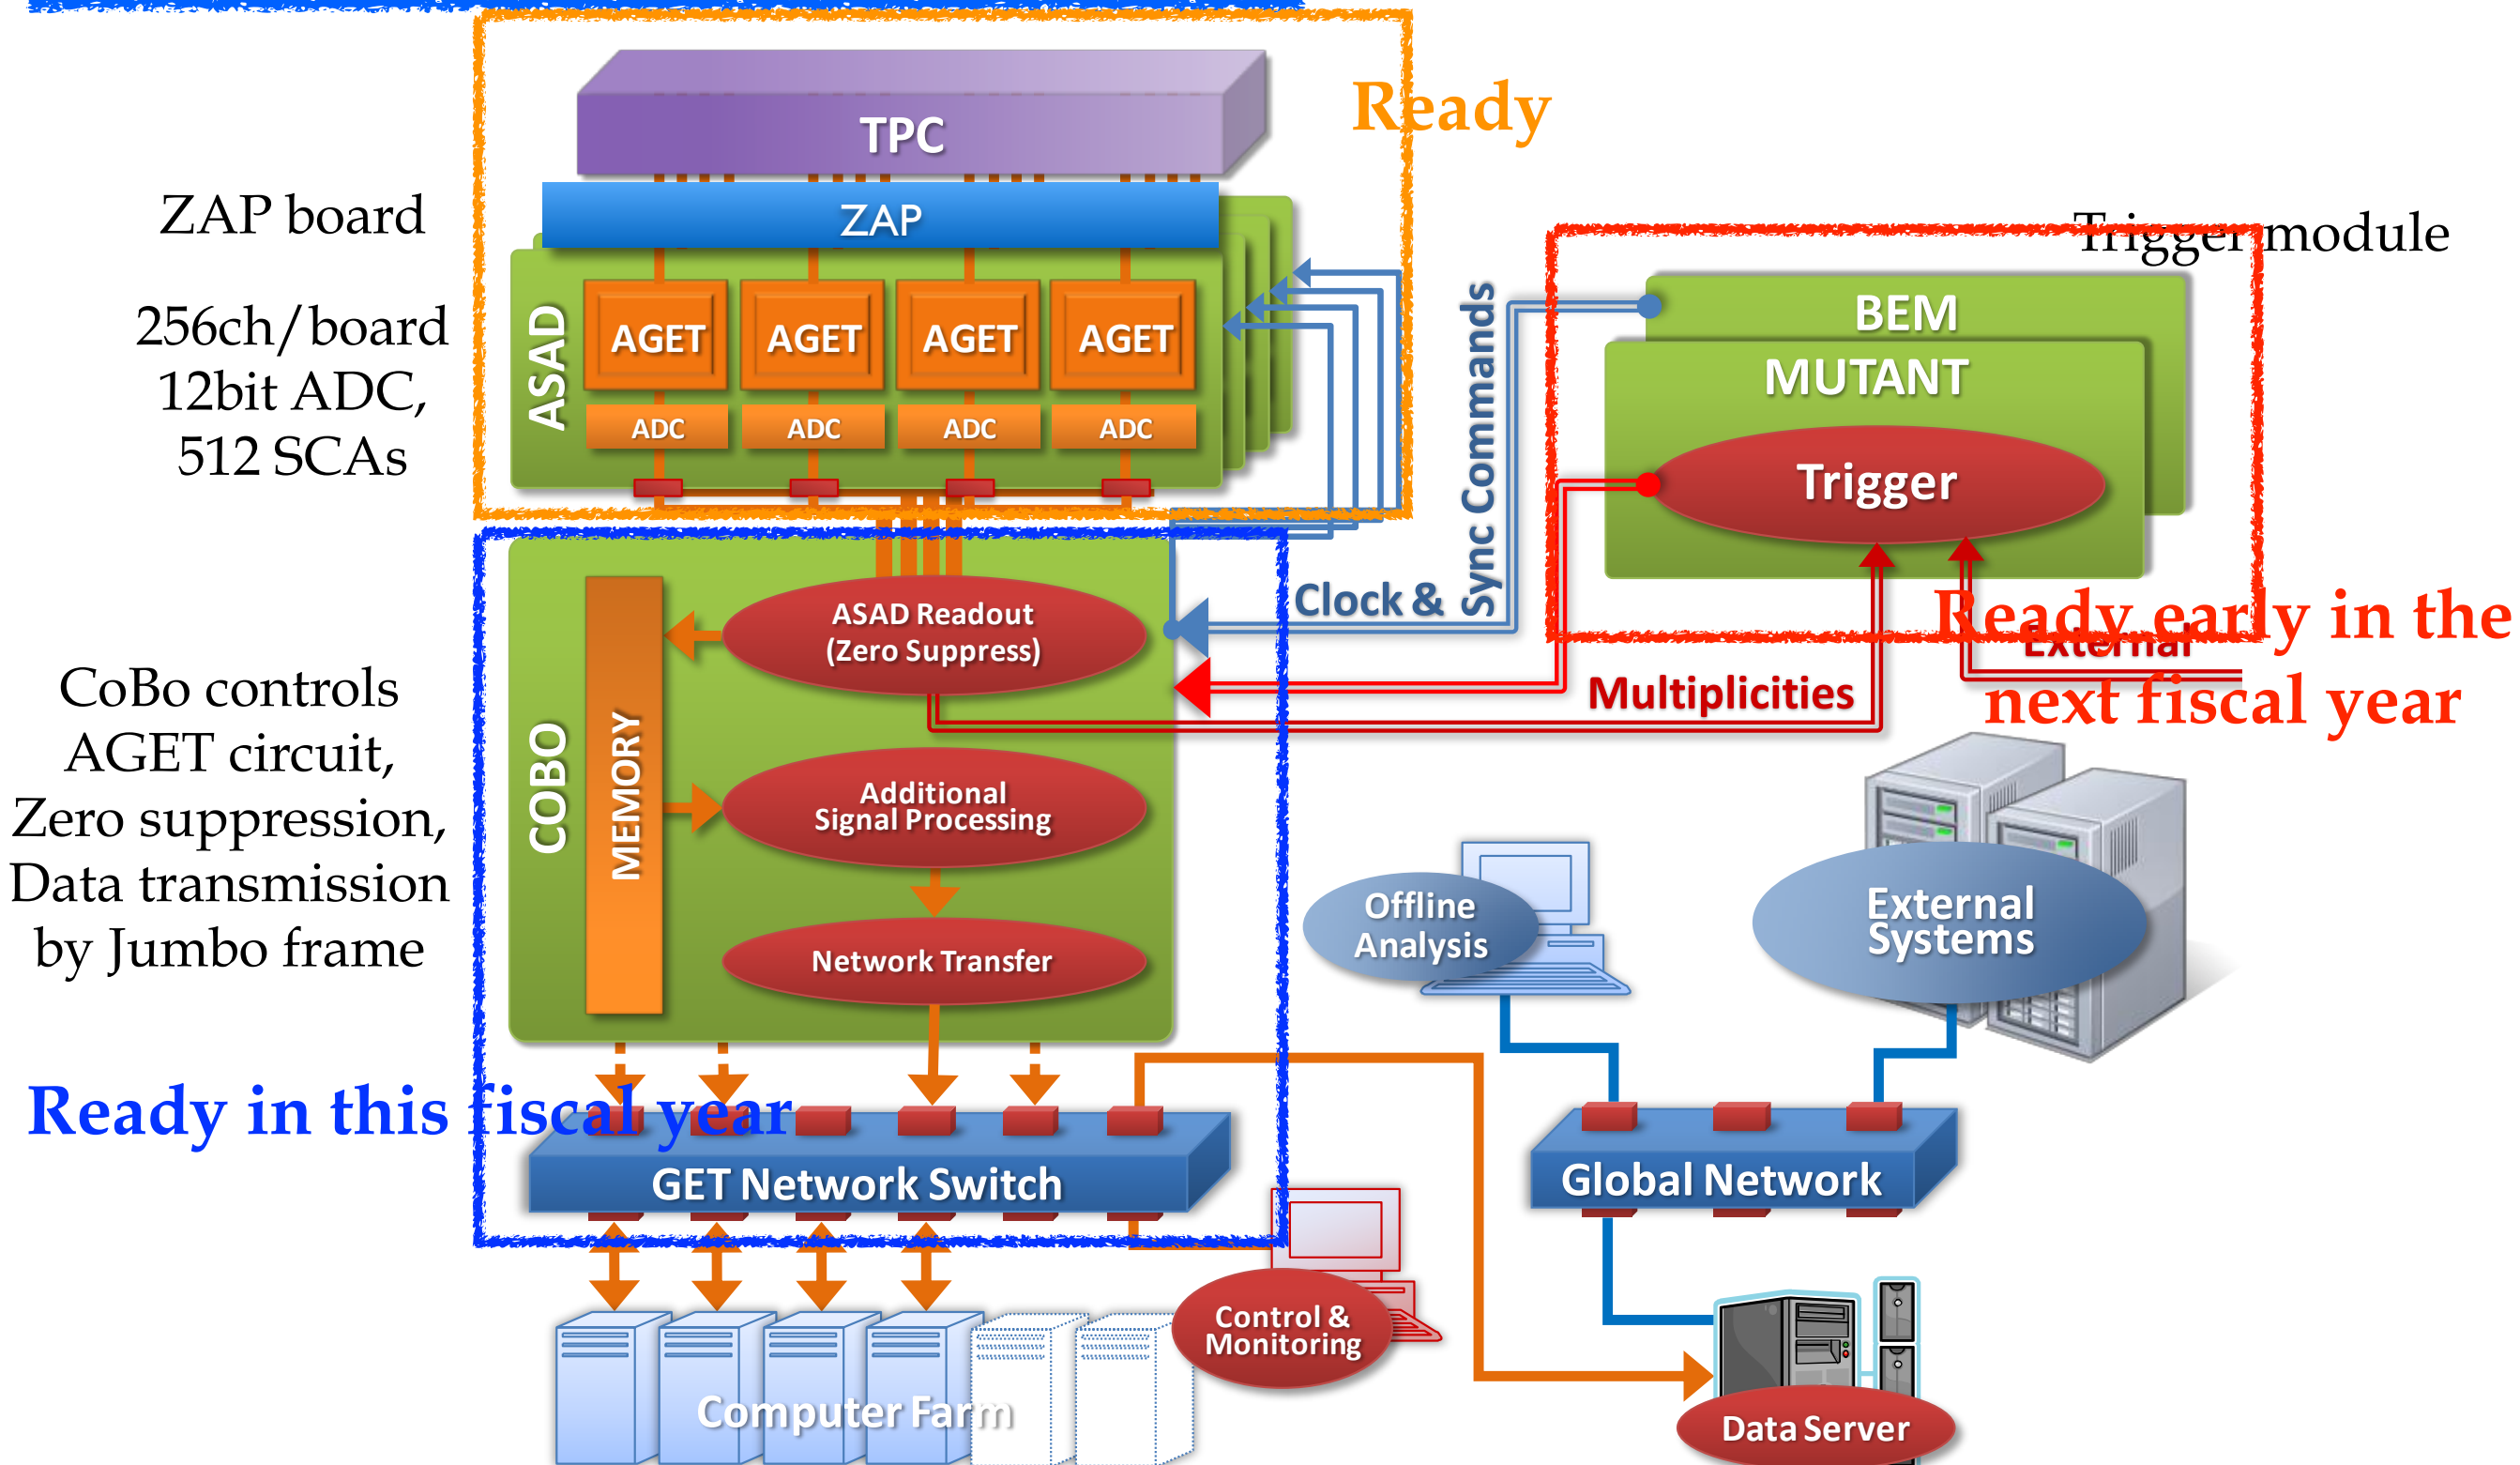 TPC
Ready
ZAP board
ZAP
Trigger module
256ch/board
12bit ADC,
512 SCAs
ASAD
AGET
AGET
AGET
AGET
ADC
ADC
ADC
ADC
BEM
MUTANT
Trigger
Clock &
Sync Commands
Ready early in the
next fiscal year
External
Multiplicities
CoBo controls
AGET circuit,
Zero suppression,
Data transmission
by Jumbo frame
COBO
MEMORY
ASAD Readout
(Zero Suppress)
Additional
Signal Processing
Network Transfer
Offline
Analysis
External
Systems
Ready in this fiscal year
GET Network Switch
Global Network
Control &
Monitoring
Computer Farm
Data Server